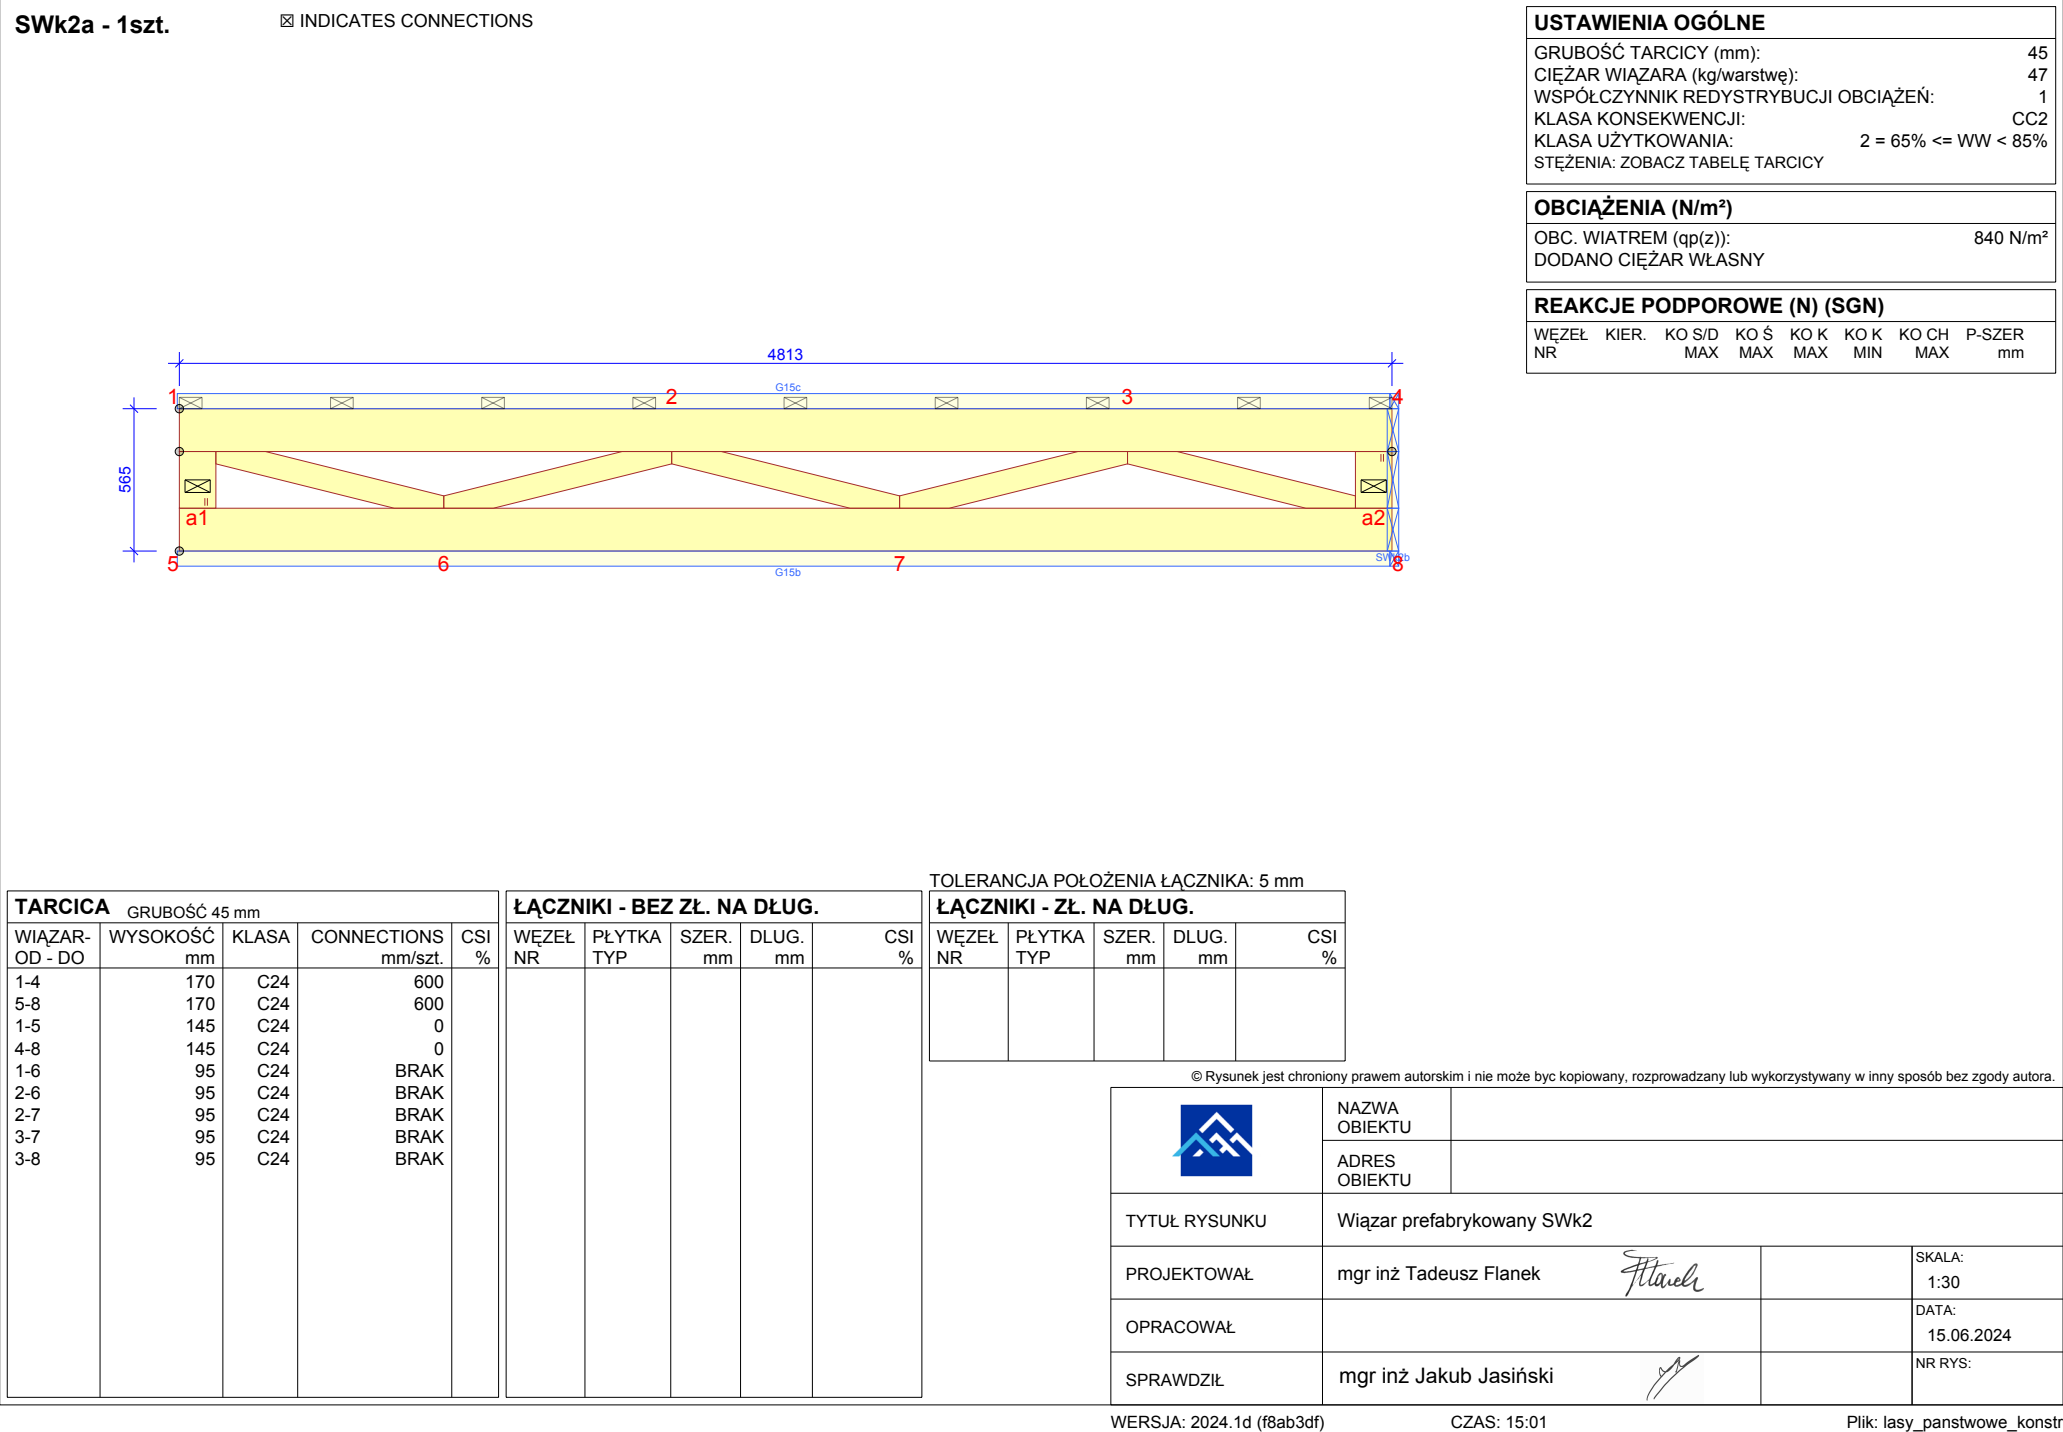 SWk2a - 1szt.
☒ INDICATES CONNECTIONS
USTAWIENIA OGÓLNE
GRUBOŚĆ TARCICY (mm): 45
CIĘŻAR WIĄZARA (kg/warstwę): 47
WSPÓŁCZYNNIK REDYSTRYBUCJI OBCIĄŻEŃ: 1
KLASA KONSEKWENCJI: CC2
KLASA UŻYTKOWANIA: 2 = 65% <= WW < 85%
STĘŻENIA: ZOBACZ TABELĘ TARCICY
OBCIĄŻENIA (N/m²)
OBC. WIATREM (qp(z)): 840 N/m²
DODANO CIĘŻAR WŁASNY
REAKCJE PODPOROWE (N) (SGN)
WĘZEŁ KIER. KO S/D KO Ś KO K KO K KO CH P-SZER
NR MAX MAX MAX MIN MAX mm
4813
G15c
1 2 3 4
565
a1 a2
SWk2b
5 6 7 8
G15b
TOLERANCJA POŁOŻENIA ŁĄCZNIKA: 5 mm
TARCICA GRUBOŚĆ 45 mm
WIĄZAR- WYSOKOŚĆ KLASA CONNECTIONS CSI
OD - DO mm mm/szt. %
1-4 170 C24 600
5-8 170 C24 600
1-5 145 C24 0
4-8 145 C24 0
1-6 95 C24 BRAK
2-6 95 C24 BRAK
2-7 95 C24 BRAK
3-7 95 C24 BRAK
3-8 95 C24 BRAK
ŁĄCZNIKI - BEZ ZŁ. NA DŁUG.
WĘZEŁ PŁYTKA SZER. DLUG. CSI
NR TYP mm mm %
ŁĄCZNIKI - ZŁ. NA DŁUG.
WĘZEŁ PŁYTKA SZER. DLUG. CSI
NR TYP mm mm %
© Rysunek jest chroniony prawem autorskim i nie może byc kopiowany, rozprowadzany lub wykorzystywany w inny sposób bez zgody autora.
NAZWA
OBIEKTU
ADRES
OBIEKTU
TYTUŁ RYSUNKU Wiązar prefabrykowany SWk2
PROJEKTOWAŁ mgr inż Tadeusz Flanek
SKALA:
1:30
OPRACOWAŁ
DATA:
15.06.2024
SPRAWDZIŁ mgr inż Jakub Jasiński
NR RYS:
WERSJA: 2024.1d (f8ab3df) CZAS: 15:01 Plik: lasy_panstwowe_konstr